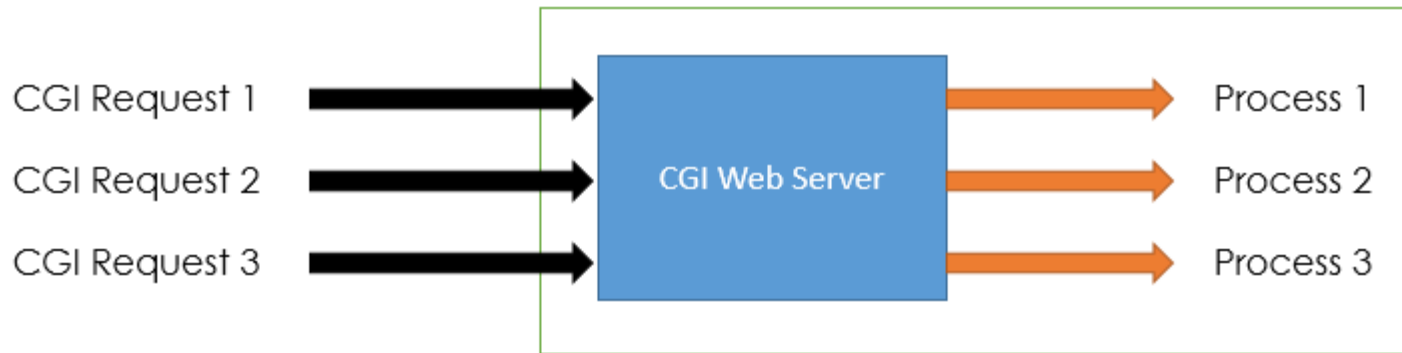 CGI Request 1
Process 1
CGI Request 2
CGI Web Server
Process 2
CGI Request 3
Process 3